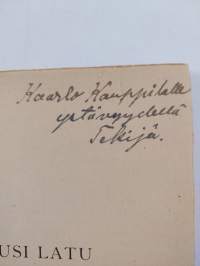 Kaarlo Kauppilalle
ystävyydellä
Tekijä.
USI LATU